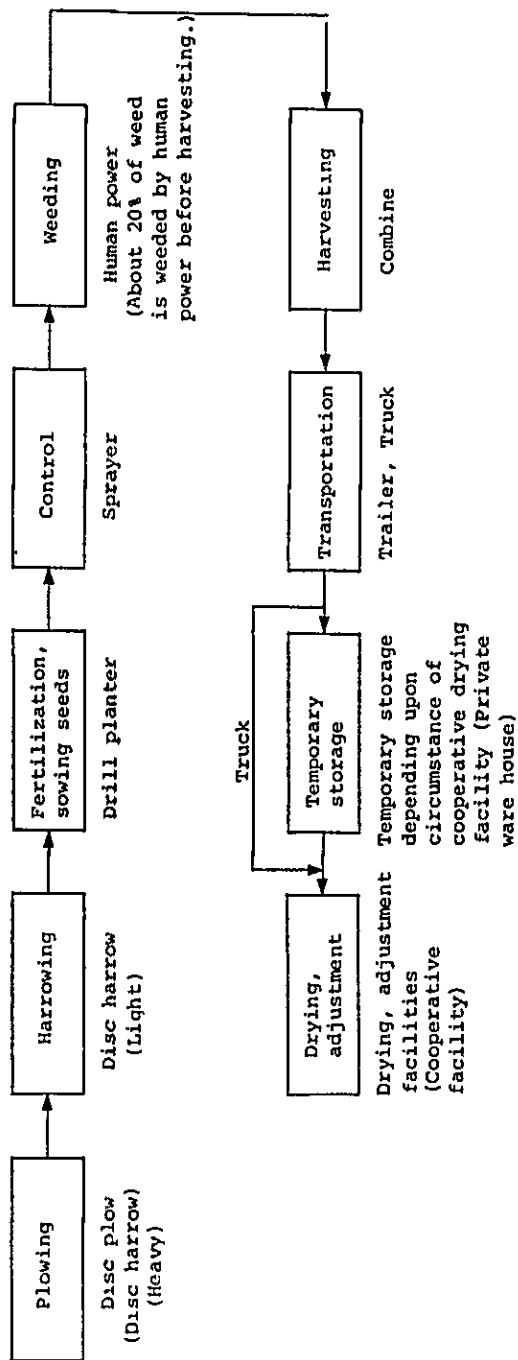 Plowing
Disc plow
(Disc harrow)
(Heavy)
Harrowing
Disc harrow
(Light)
Fertilization,
sowing seeds
Drill planter
Control
Sprayer
Weeding
Human power
(About 20% of weed
is weeded by human
power before harvesting.)
Harvesting
Combine
Transportation
Trailer, Truck
Truck
Temporary
storage
Temporary storage
depending upon
circumstance of
cooperative drying
facility (Private
ware house)
Drying,
adjustment
Drying, adjustment
facilities
(Cooperative
facility)